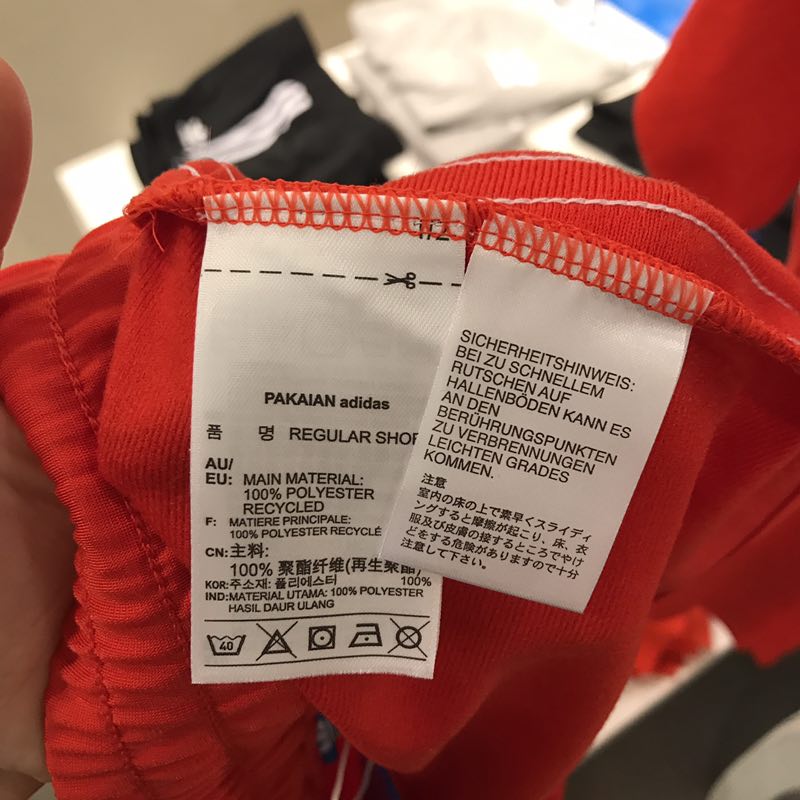 1/2
PAKAIAN adidas
품 명 REGULAR SHOR
AU/
EU: MAIN MATERIAL:
100% POLYESTER
RECYCLED
F: MATIERE PRINCIPALE:
100% POLYESTER RECYCLÉ
CN: 主料:
100% 聚酯纤维(再生聚酯)
KOR: 주소재: 폴리에스터 100%
IND: MATERIAL UTAMA: 100% POLYESTER
HASIL DAUR ULANG
40
SICHERHEITSHINWEIS:
BEI ZU SCHNELLEM
RUTSCHEN AUF
HALLENBÖDEN KANN ES
AN DEN
BERÜHRUNGSPUNKTEN
ZU VERBRENNUNGEN
LEICHTEN GRADES
KOMMEN.
注意
室内の床の上で素早くスライディ
ングすると摩擦が起こり、床、衣
服及び皮膚の接するところでやけ
どをする危険がありますので十分
注意して下さい。